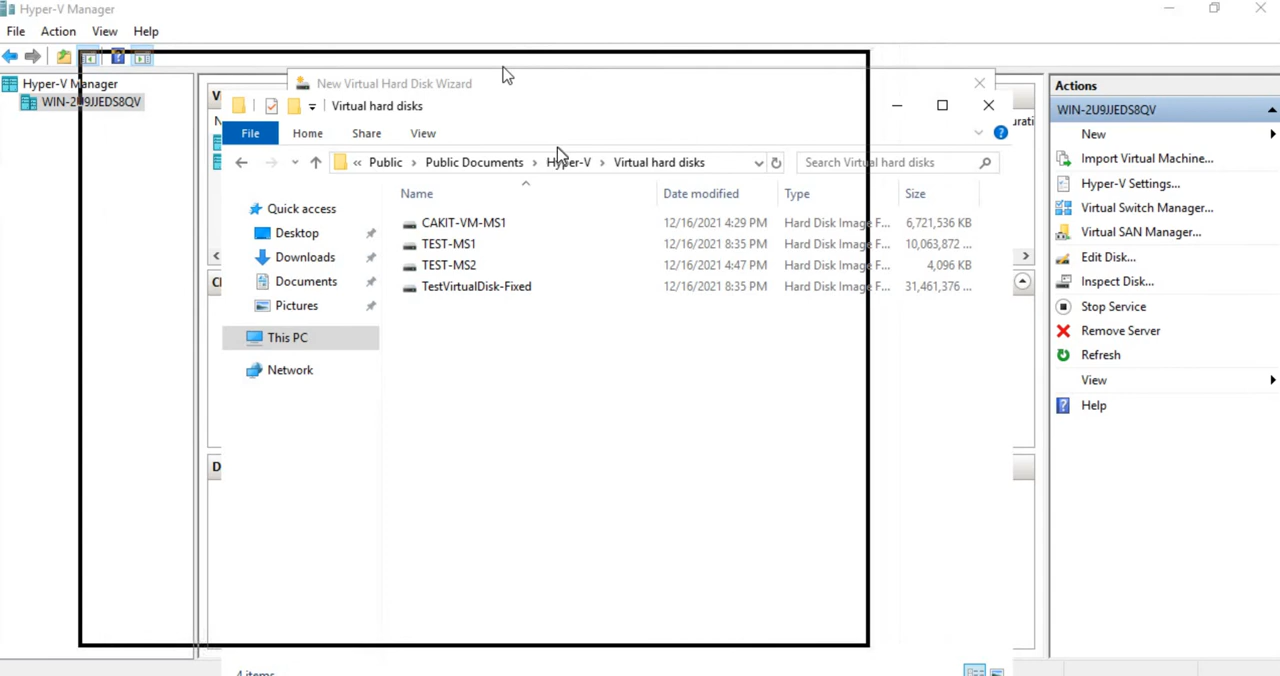 Hyper-V Manager
File Action View Help
Hyper-V Manager
WIN-2U9JJEDS8QV
New Virtual Hard Disk Wizard
Virtual hard disks
File Home Share View
« Public > Public Documents > Hyper-V > Virtual hard disks
Search Virtual hard disks
Name Date modified Type Size
CAKIT-VM-MS1 12/16/2021 4:29 PM Hard Disk Image F... 6,721,536 KB
TEST-MS1 12/16/2021 8:35 PM Hard Disk Image F... 10,063,872 ...
TEST-MS2 12/16/2021 4:47 PM Hard Disk Image F... 4,096 KB
TestVirtualDisk-Fixed 12/16/2021 8:35 PM Hard Disk Image F... 31,461,376 ...
Quick access
Desktop
Downloads
Documents
Pictures
This PC
Network
4 items
Actions
WIN-2U9JJEDS8QV
New
Import Virtual Machine...
Hyper-V Settings...
Virtual Switch Manager...
Virtual SAN Manager...
Edit Disk...
Inspect Disk...
Stop Service
Remove Server
Refresh
View
Help